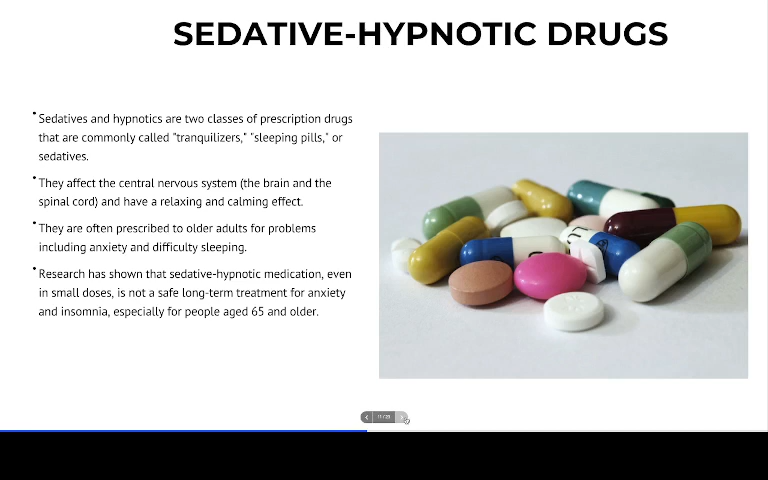 SEDATIVE-HYPNOTIC DRUGS
• Sedatives and hypnotics are two classes of prescription drugs
that are commonly called "tranquilizers," "sleeping pills," or
sedatives.
• They affect the central nervous system (the brain and the
spinal cord) and have a relaxing and calming effect.
• They are often prescribed to older adults for problems
including anxiety and difficulty sleeping.
• Research has shown that sedative-hypnotic medication, even
in small doses, is not a safe long-term treatment for anxiety
and insomnia, especially for people aged 65 and older.